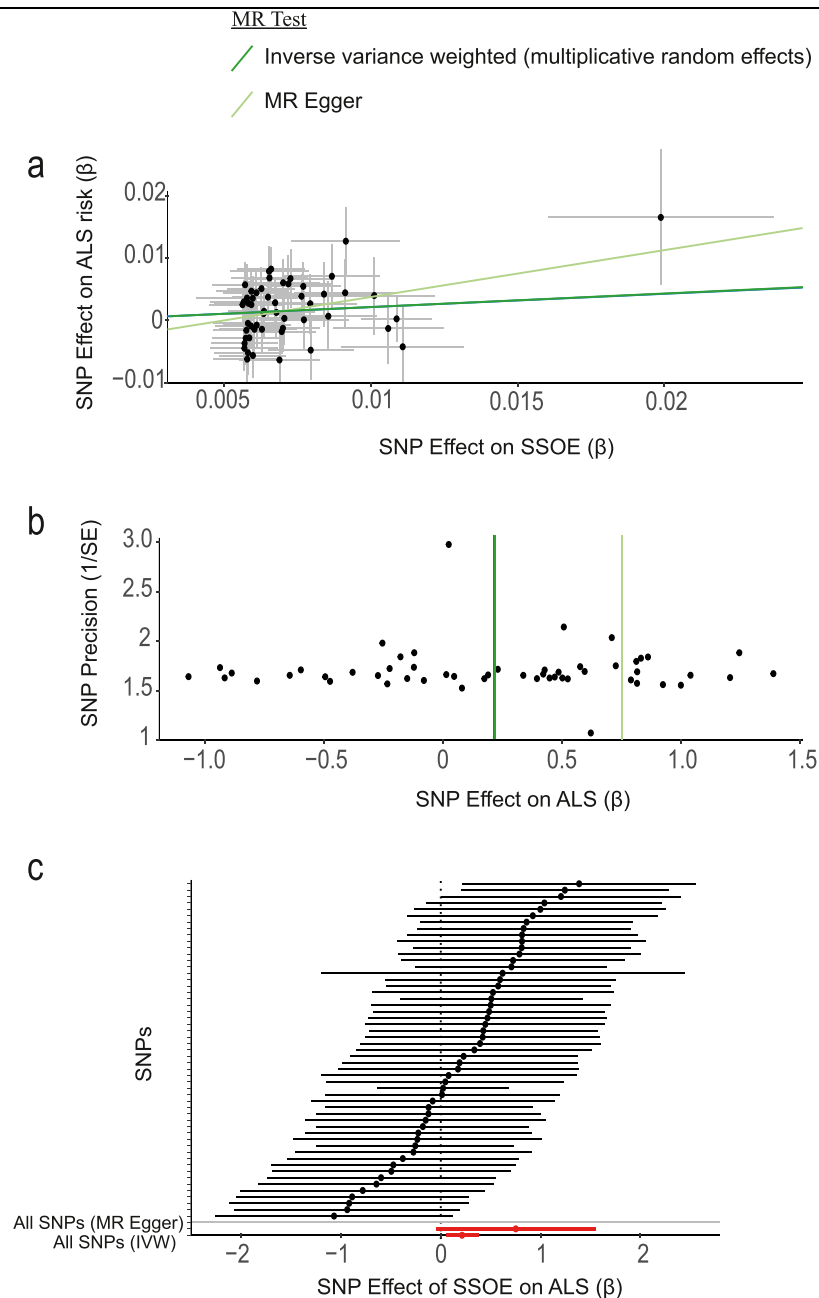 MR Test
Inverse variance weighted (multiplicative random effects)
MR Egger
a
SNP Effect on ALS risk (β)
0.02
0.01
0
−0.01
0.005
0.01
0.015
0.02
SNP Effect on SSOE (β)
b
SNP Precision (1/SE)
3.0
2.5
2
1.5
1
−1.0
−0.5
0
0.5
1.0
1.5
SNP Effect on ALS (β)
c
SNPs
All SNPs (MR Egger)
All SNPs (IVW)
−2
−1
0
1
2
SNP Effect of SSOE on ALS (β)